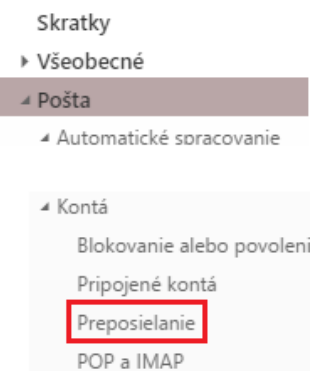 Skratky
Všeobecné
Pošta
Automatické spracovanie
Kontá
Blokovanie alebo povoleni
Pripojené kontá
Preposielanie
POP a IMAP